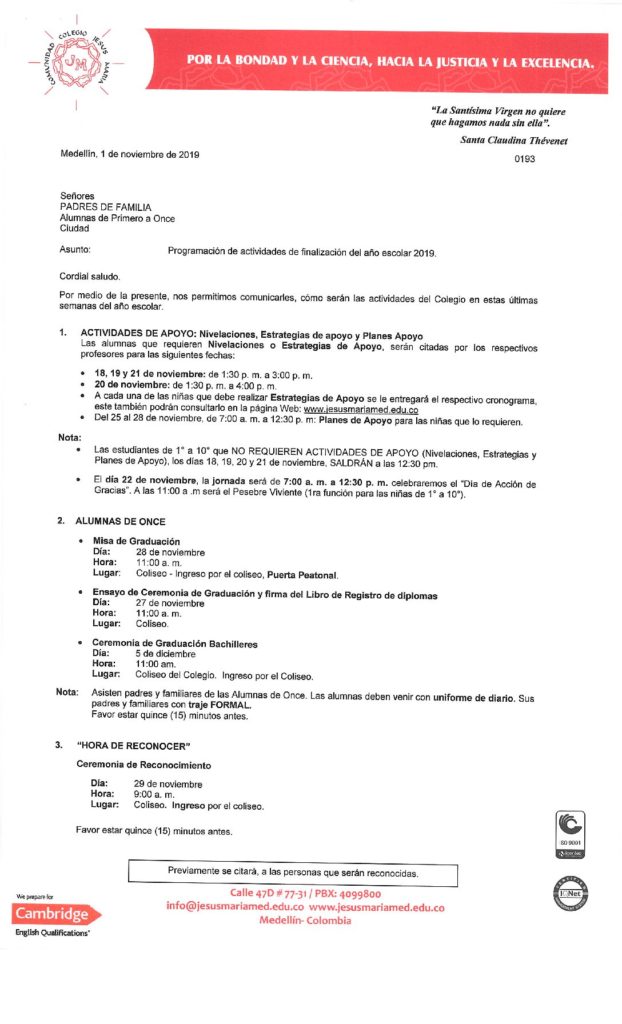 COMUNIDAD COLEGIO JESUS MARIA
JM
POR LA BONDAD Y LA CIENCIA, HACIA LA JUSTICIA Y LA EXCELENCIA.
"La Santísima Virgen no quiere
que hagamos nada sin ella".
Santa Claudina Thévenet
Medellín, 1 de noviembre de 2019
0193
Señores
PADRES DE FAMILIA
Alumnas de Primero a Once
Ciudad
Asunto: Programación de actividades de finalización del año escolar 2019.
Cordial saludo.
Por medio de la presente, nos permitimos comunicarles, cómo serán las actividades del Colegio en estas últimas
semanas del año escolar.
1. ACTIVIDADES DE APOYO: Nivelaciones, Estrategias de apoyo y Planes Apoyo
Las alumnas que requieren Nivelaciones o Estrategias de Apoyo, serán citadas por los respectivos
profesores para las siguientes fechas:
• 18, 19 y 21 de noviembre: de 1:30 p. m. a 3:00 p. m.
• 20 de noviembre: de 1:30 p. m. a 4:00 p. m.
• A cada una de las niñas que debe realizar Estrategias de Apoyo se le entregará el respectivo cronograma,
este también podrán consultarlo en la página Web: www.jesusmariamed.edu.co
• Del 25 al 28 de noviembre, de 7:00 a. m. a 12:30 p. m: Planes de Apoyo para las niñas que lo requieren.
Nota:
• Las estudiantes de 1° a 10° que NO REQUIEREN ACTIVIDADES DE APOYO (Nivelaciones, Estrategias y
Planes de Apoyo), los días 18, 19, 20 y 21 de noviembre, SALDRÁN a las 12:30 pm.
• El día 22 de noviembre, la jornada será de 7:00 a. m. a 12:30 p. m. celebraremos el "Día de Acción de
Gracias". A las 11:00 a .m será el Pesebre Viviente (1ra función para las niñas de 1° a 10°).
2. ALUMNAS DE ONCE
• Misa de Graduación
Día: 28 de noviembre
Hora: 11:00 a. m.
Lugar: Coliseo - Ingreso por el coliseo, Puerta Peatonal.
• Ensayo de Ceremonia de Graduación y firma del Libro de Registro de diplomas
Día: 27 de noviembre
Hora: 11:00 a. m.
Lugar: Coliseo.
• Ceremonia de Graduación Bachilleres
Día: 5 de diciembre
Hora: 11:00 am.
Lugar: Coliseo del Colegio. Ingreso por el Coliseo.
Nota: Asisten padres y familiares de las Alumnas de Once. Las alumnas deben venir con uniforme de diario. Sus
padres y familiares con traje FORMAL.
Favor estar quince (15) minutos antes.
3. "HORA DE RECONOCER"
Ceremonia de Reconocimiento
Día: 29 de noviembre
Hora: 9:00 a. m.
Lugar: Coliseo. Ingreso por el coliseo.
Favor estar quince (15) minutos antes.
Previamente se citará, a las personas que serán reconocidas.
ISO 9001
IQNet
We prepare for
Cambridge
English Qualifications
Calle 47D # 77-31 / PBX: 4099800
info@jesusmariamed.edu.co www.jesusmariamed.edu.co
Medellín- Colombia